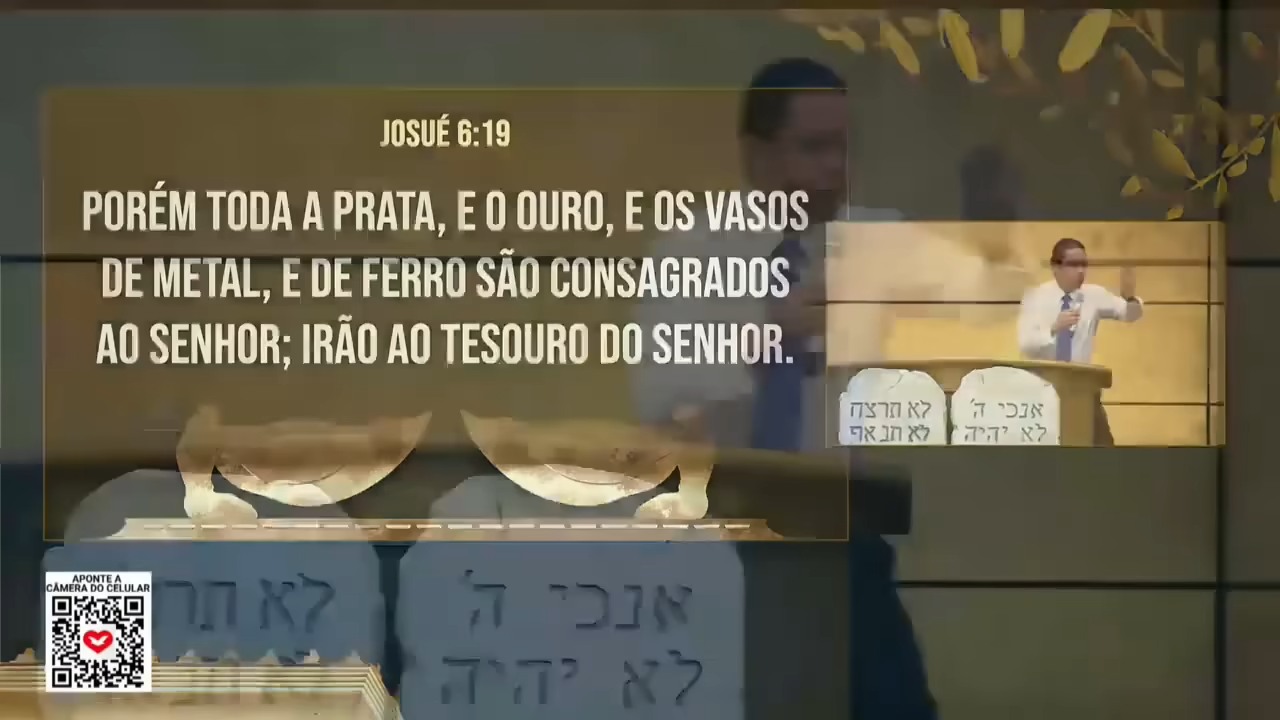 JOSUÉ 6:19
PORÉM TODA A PRATA, E O OURO, E OS VASOS
DE METAL, E DE FERRO SÃO CONSAGRADOS
AO SENHOR; IRÃO AO TESOURO DO SENHOR.
אנכי ה' לא תרצח
לא יהיה לא תנאף
אנכי ה'
לא יהיה
APONTE A
CÂMERA DO CELULAR